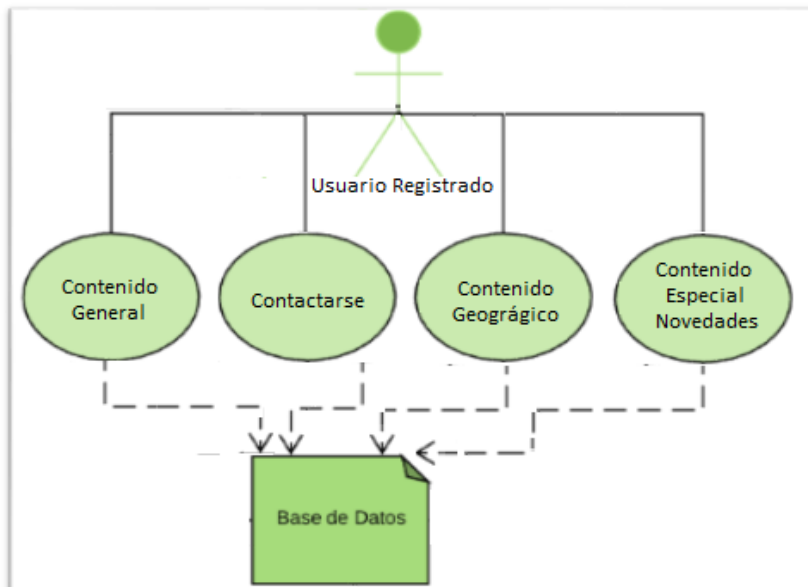 Usuario Registrado
Contenido
General
Contactarse
Contenido
Geográgico
Contenido
Especial
Novedades
Base de Datos